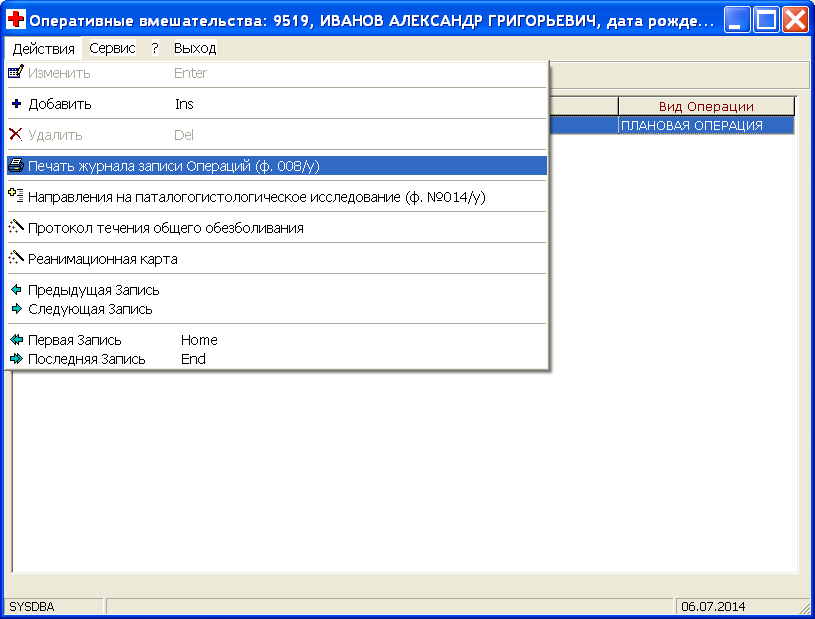 Оперативные вмешательства: 9519, ИВАНОВ АЛЕКСАНДР ГРИГОРЬЕВИЧ, дата рожде...
Действия Сервис ? Выход
Изменить Enter
Добавить Ins
Вид Операции
Удалить Del
ПЛАНОВАЯ ОПЕРАЦИЯ
Печать журнала записи Операций (ф. 008/у)
Направления на паталогогистологическое исследование (ф. №014/у)
Протокол течения общего обезболивания
Реанимационная карта
Предыдущая Запись
Следующая Запись
Первая Запись Home
Последняя Запись End
SYSDBA 06.07.2014